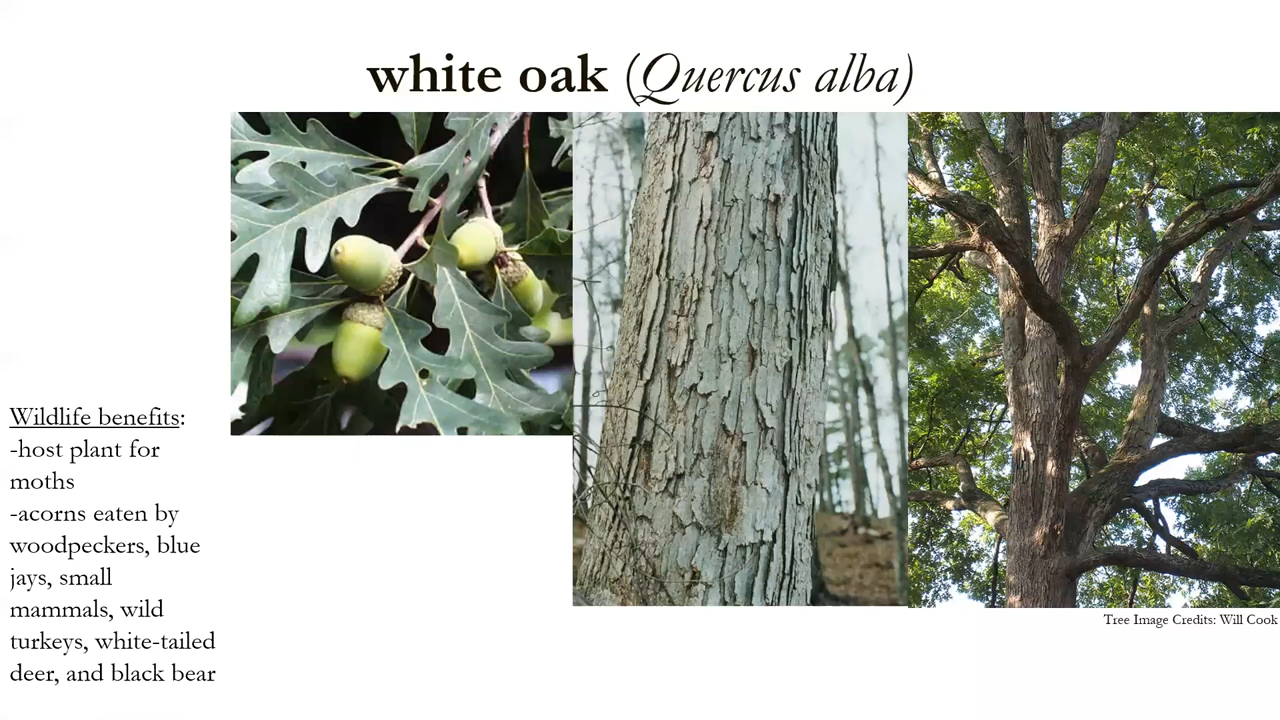 white oak (Quercus alba)
Wildlife benefits:
-host plant for
moths
-acorns eaten by
woodpeckers, blue
jays, small
mammals, wild
turkeys, white-tailed
deer, and black bear
Tree Image Credits: Will Cook